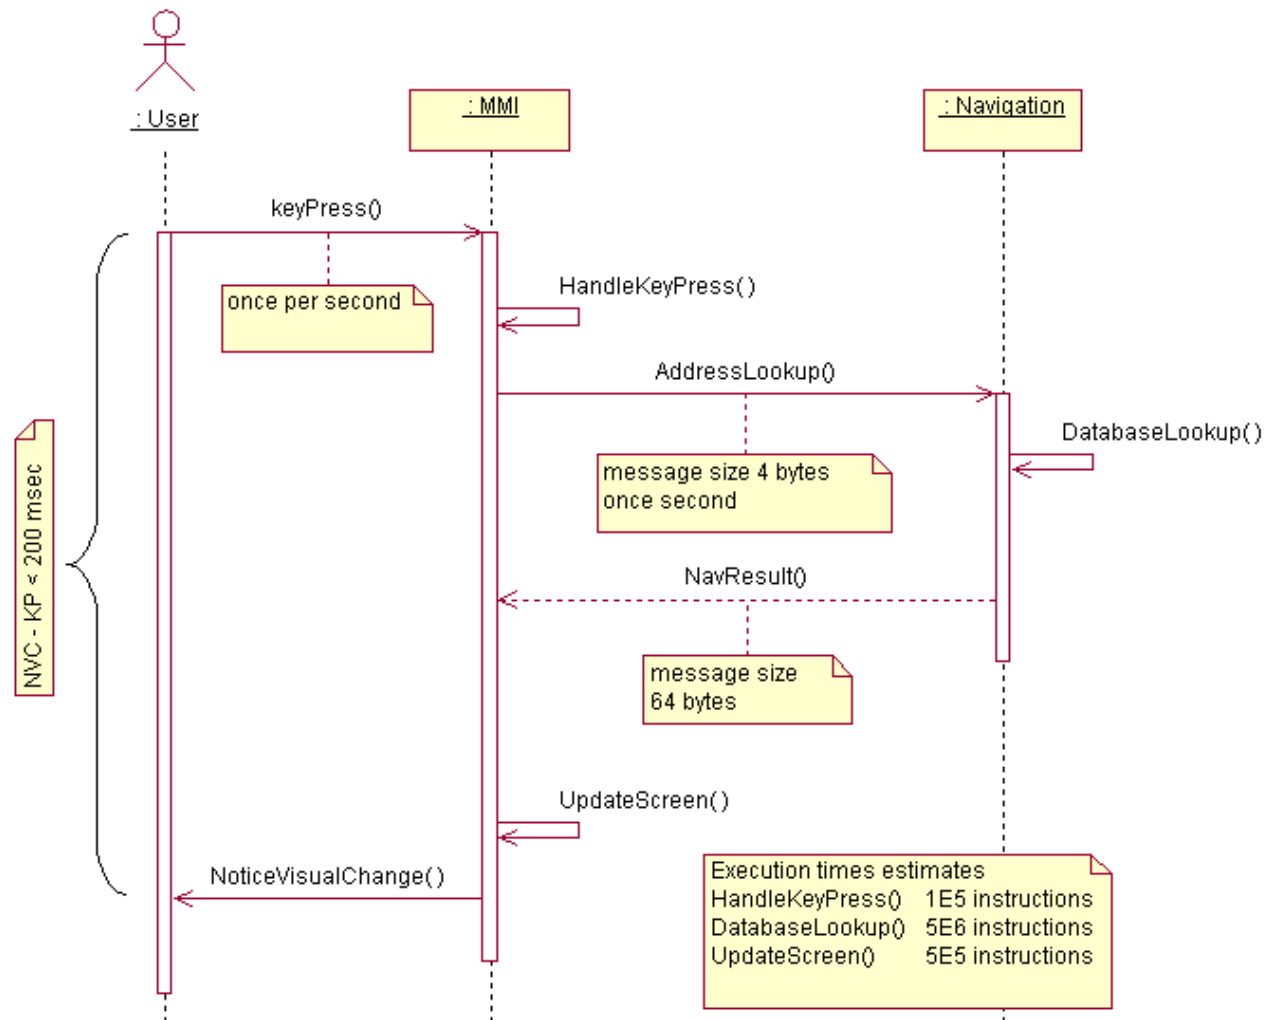 : User
: MMI
: Navigation
keyPress()
once per second
HandleKeyPress()
AddressLookup()
message size 4 bytes
once second
DatabaseLookup()
NVC - KP < 200 msec
NavResult()
message size
64 bytes
UpdateScreen()
NoticeVisualChange()
Execution times estimates
HandleKeyPress() 1E5 instructions
DatabaseLookup() 5E6 instructions
UpdateScreen() 5E5 instructions